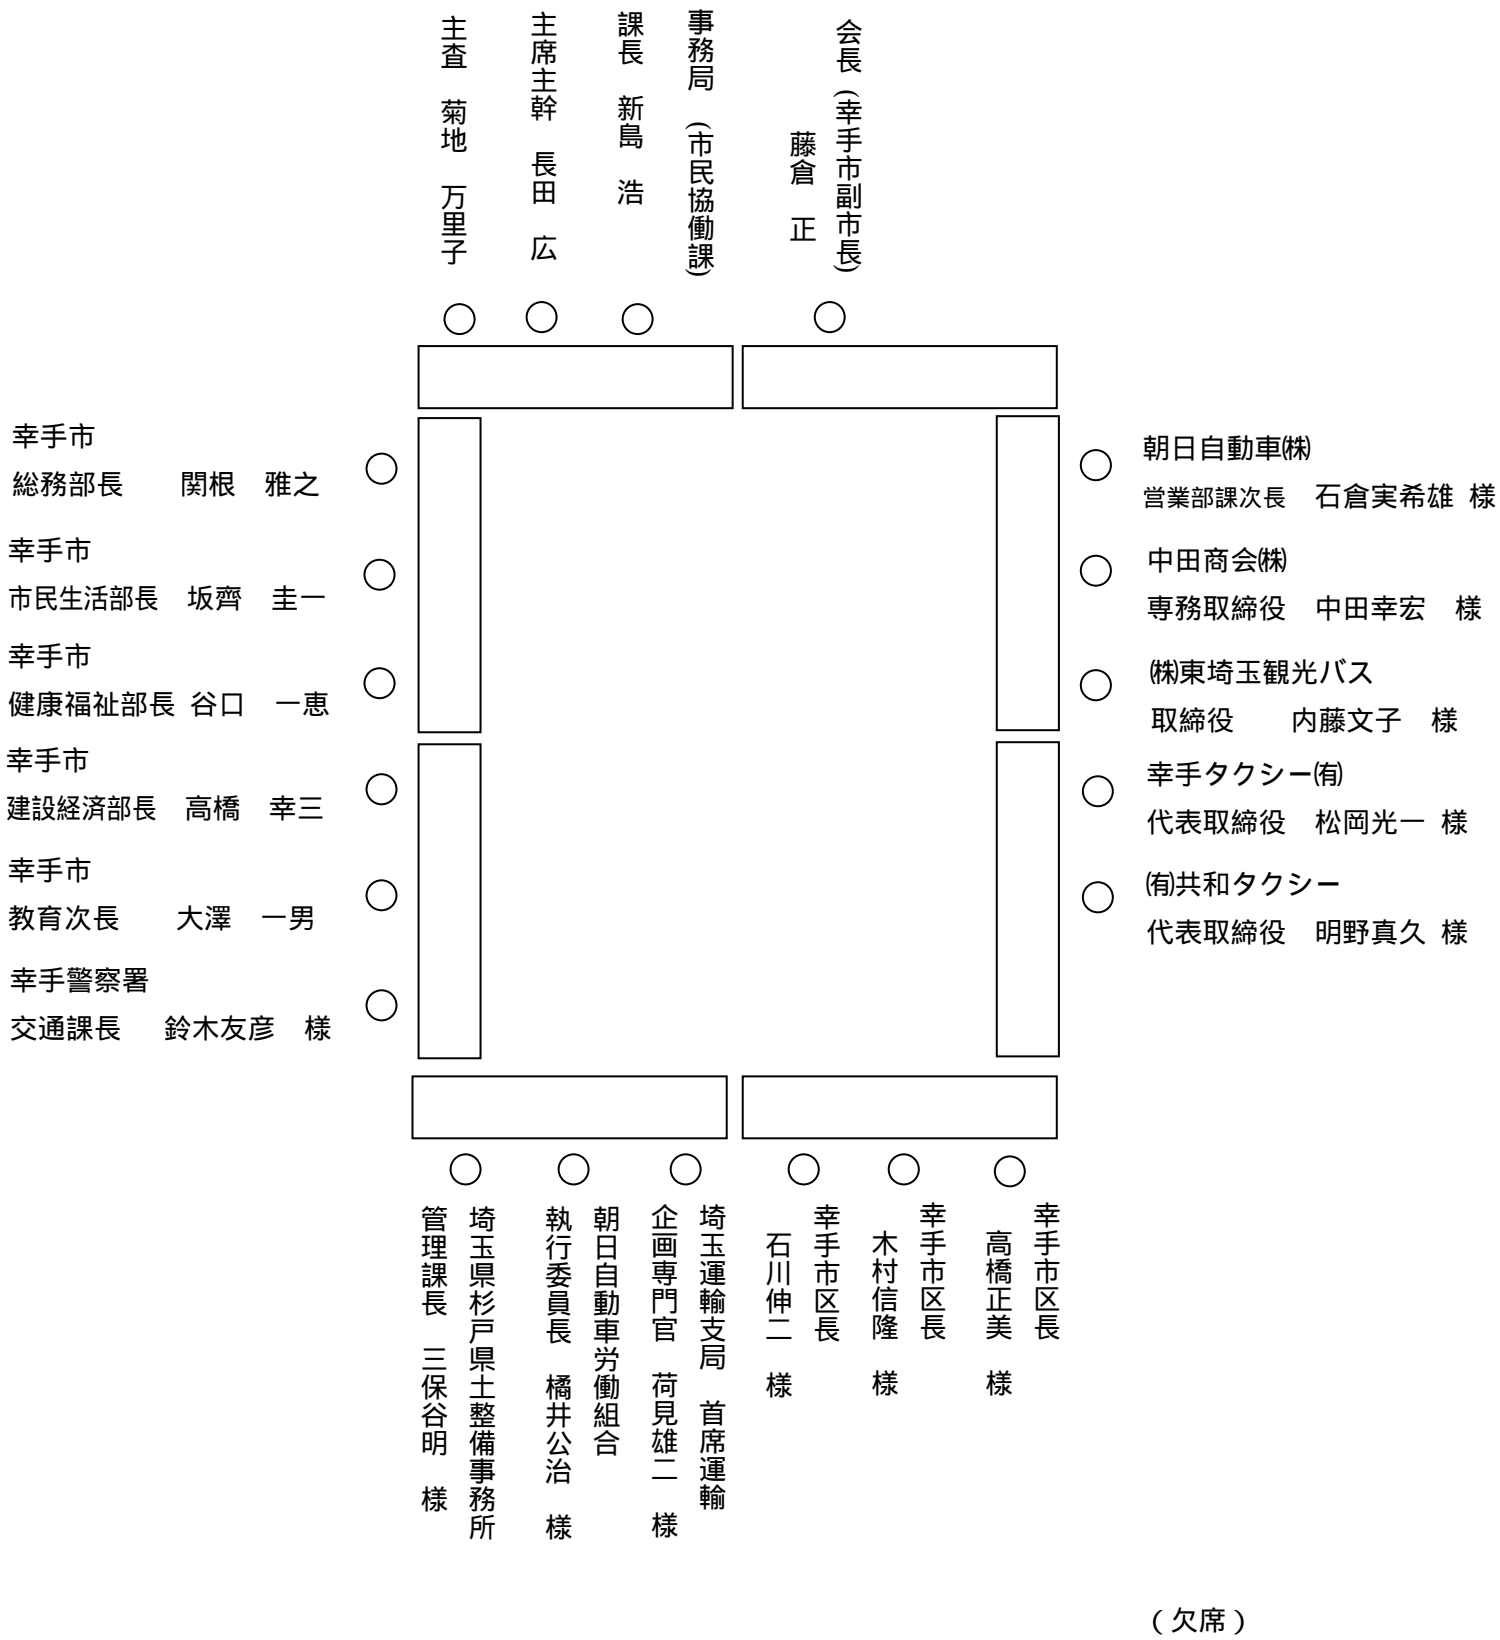 会長（幸手市副市長）
藤倉　正
事務局　（市民協働課）
課長　新島　浩
主席主幹　長田　広
主査　菊地　万里子
幸手市
総務部長　　関根　雅之
幸手市
市民生活部長　坂齊　圭一
幸手市
健康福祉部長 谷口　一恵
幸手市
建設経済部長　高橋　幸三
幸手市
教育次長　　大澤　一男
幸手警察署
交通課長　 鈴木友彦　様
朝日自動車㈱
営業部課次長　石倉実希雄 様
中田商会㈱
専務取締役　中田幸宏　様
㈱東埼玉観光バス
取締役　　内藤文子　様
幸手タクシー㈲
代表取締役　松岡光一 様
㈲共和タクシー
代表取締役　明野真久 様
幸手市区長
高橋正美　様
幸手市区長
木村信隆　様
幸手市区長
石川伸二　様
埼玉運輸支局　首席運輸
企画専門官　荷見雄二　様
朝日自動車労働組合
執行委員長　橘井公治　様
埼玉県杉戸県土整備事務所
管理課長　三保谷明　様
（欠席）